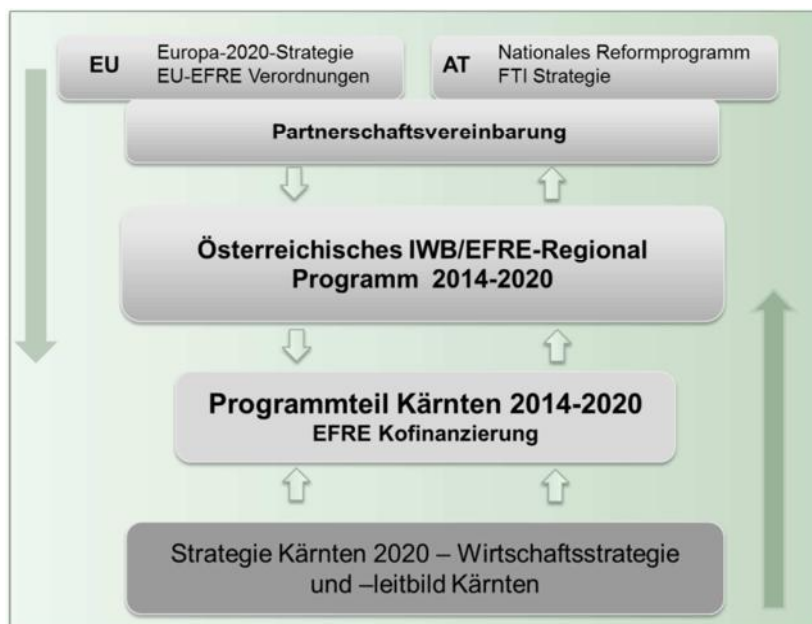 EU
Europa-2020-Strategie
EU-EFRE Verordnungen
AT
Nationales Reformprogramm
FTI Strategie
Partnerschaftsvereinbarung
Österreichisches IWB/EFRE-Regional
Programm 2014-2020
Programmteil Kärnten 2014-2020
EFRE Kofinanzierung
Strategie Kärnten 2020 – Wirtschaftsstrategie
und –leitbild Kärnten